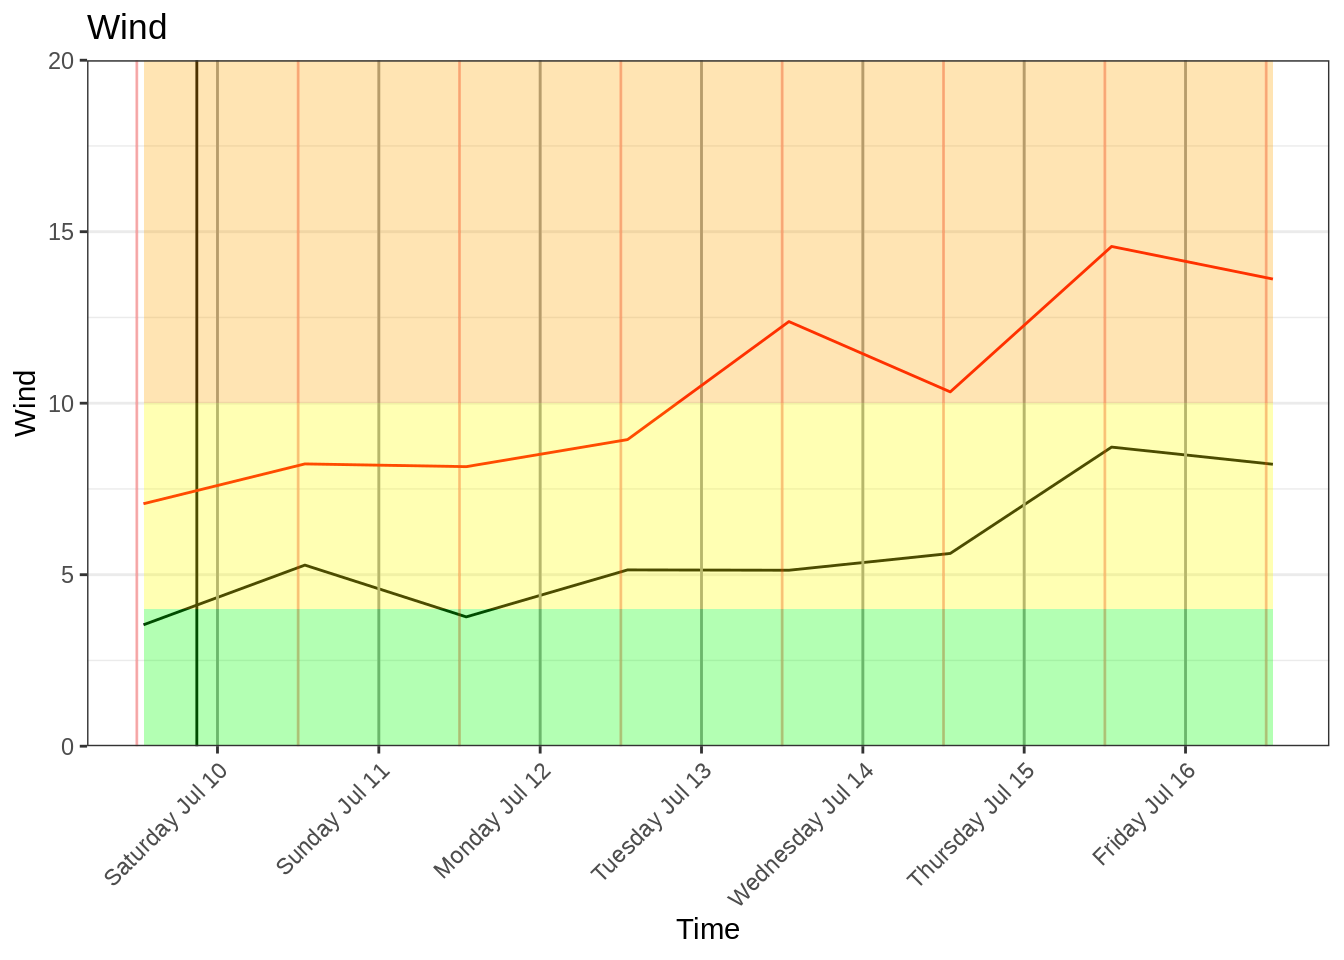 Wind
20
15
10
5
0
Wind
Saturday Jul 10
Sunday Jul 11
Monday Jul 12
Tuesday Jul 13
Wednesday Jul 14
Thursday Jul 15
Friday Jul 16
Time